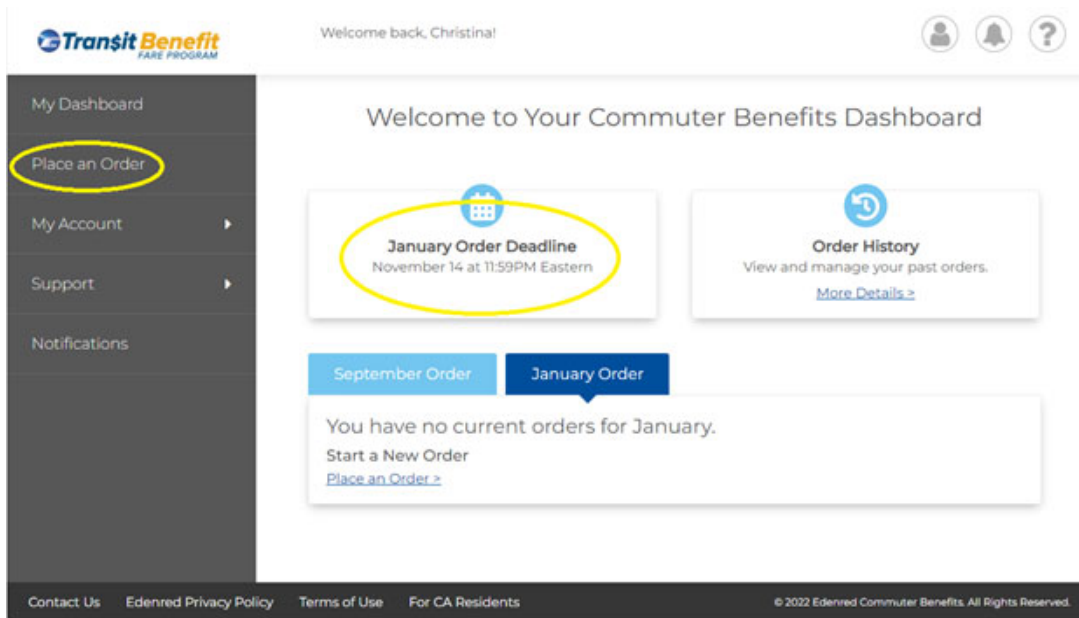 Tran$it Benefit
FARE PROGRAM
Welcome back, Christina!
?
My Dashboard
Place an Order
My Account
Support
Notifications
Welcome to Your Commuter Benefits Dashboard
January Order Deadline
November 14 at 11:59PM Eastern
Order History
View and manage your past orders.
More Details >
September Order
January Order
You have no current orders for January.
Start a New Order
Place an Order >
Contact Us Edenred Privacy Policy Terms of Use For CA Residents
© 2022 Edenred Commuter Benefits. All Rights Reserved.